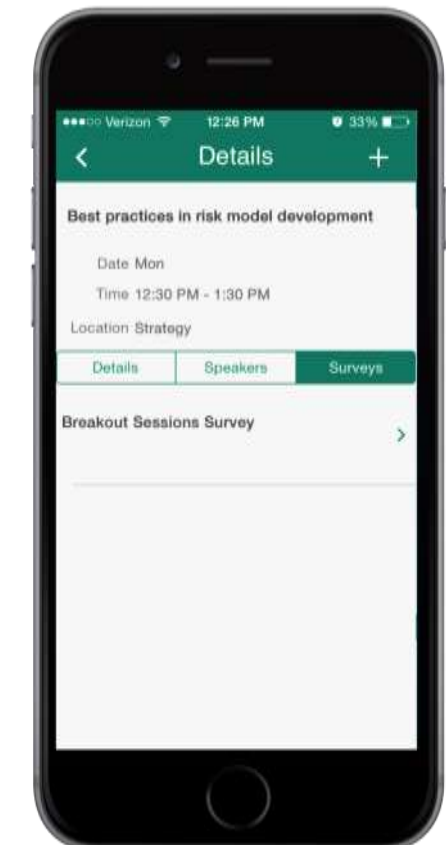 Verizon 12:26 PM 33%
Details
Best practices in risk model development
Date Mon
Time 12:30 PM - 1:30 PM
Location Strategy
Details Speakers Surveys
Breakout Sessions Survey